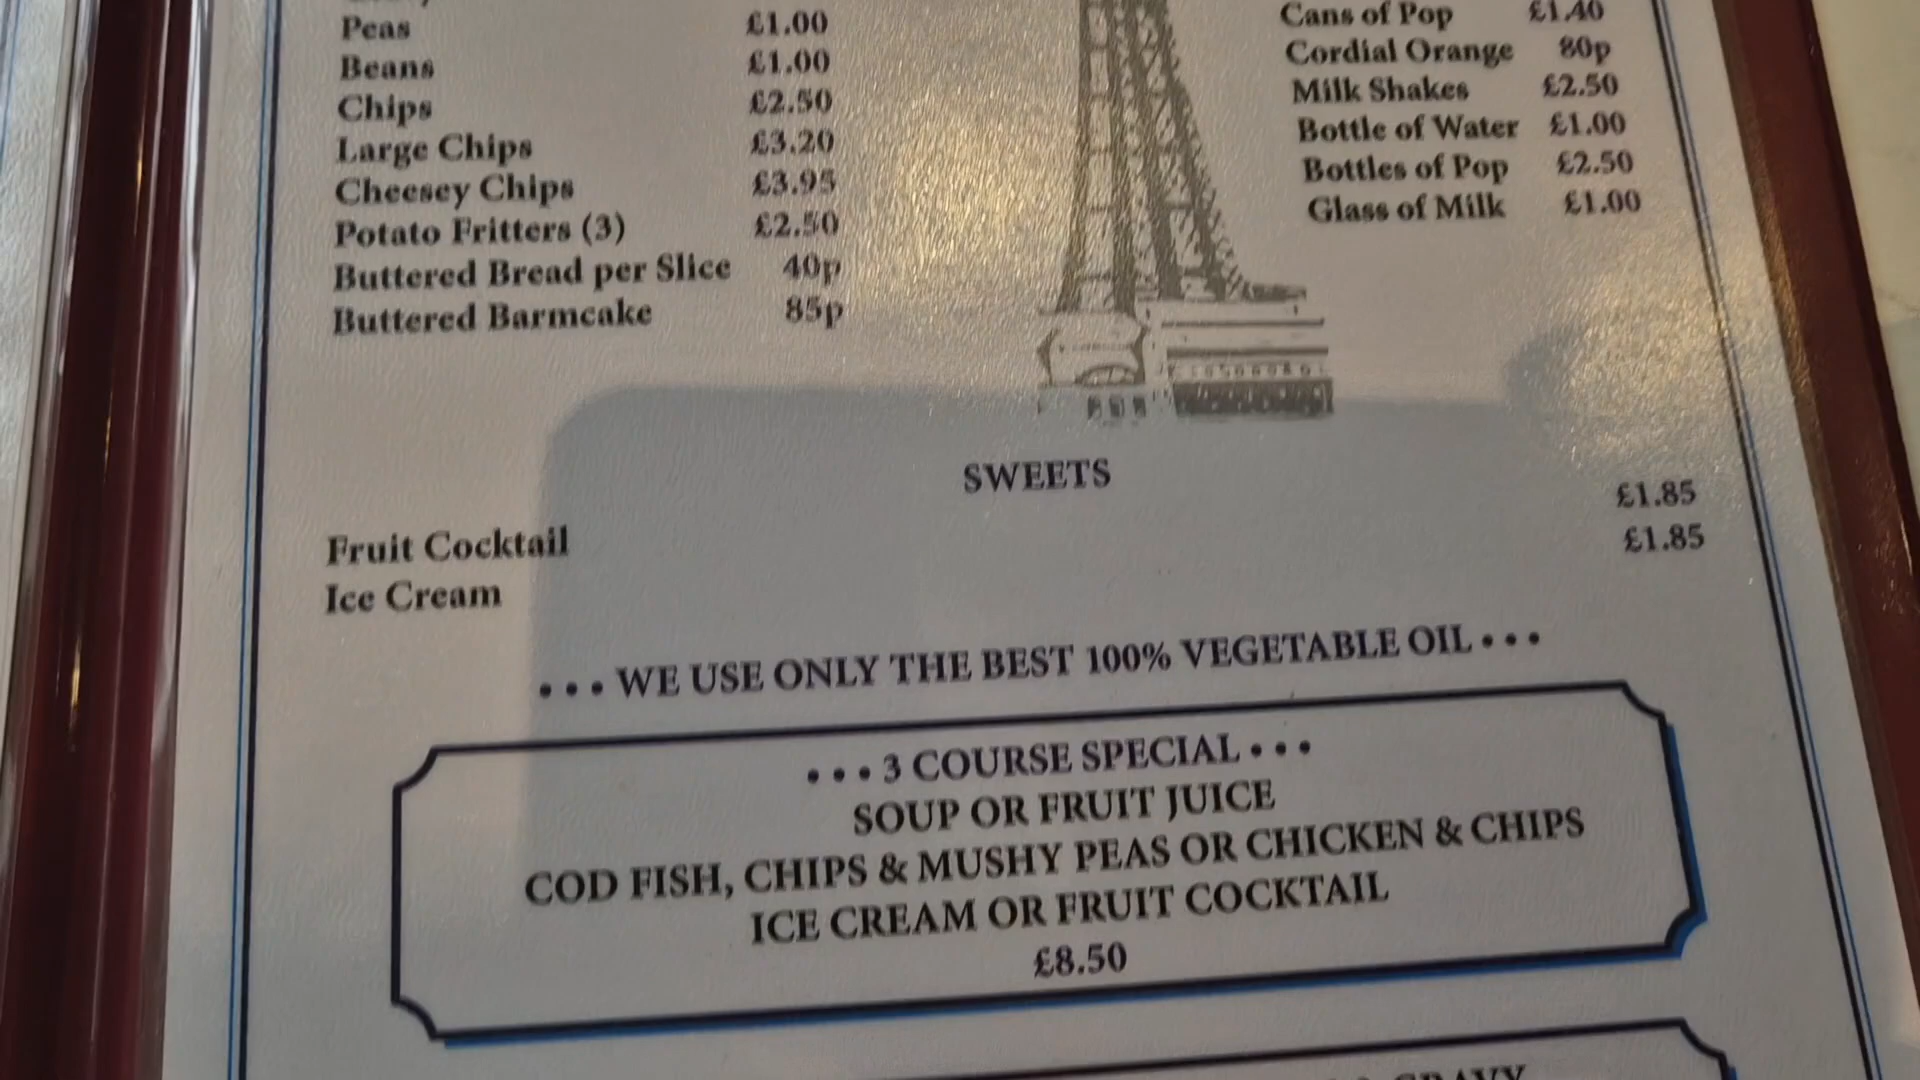 Peas £1.00
Beans £1.00
Chips £2.50
Large Chips £3.20
Cheesey Chips £3.95
Potato Fritters (3) £2.50
Buttered Bread per Slice 40p
Buttered Barmcake 85p
Cans of Pop £1.40
Cordial Orange 80p
Milk Shakes £2.50
Bottle of Water £1.00
Bottles of Pop £2.50
Glass of Milk £1.00
SWEETS
Fruit Cocktail £1.85
Ice Cream £1.85
• • • WE USE ONLY THE BEST 100% VEGETABLE OIL • • •
• • • 3 COURSE SPECIAL • • •
SOUP OR FRUIT JUICE
COD FISH, CHIPS & MUSHY PEAS OR CHICKEN & CHIPS
ICE CREAM OR FRUIT COCKTAIL
£8.50
GRAVY